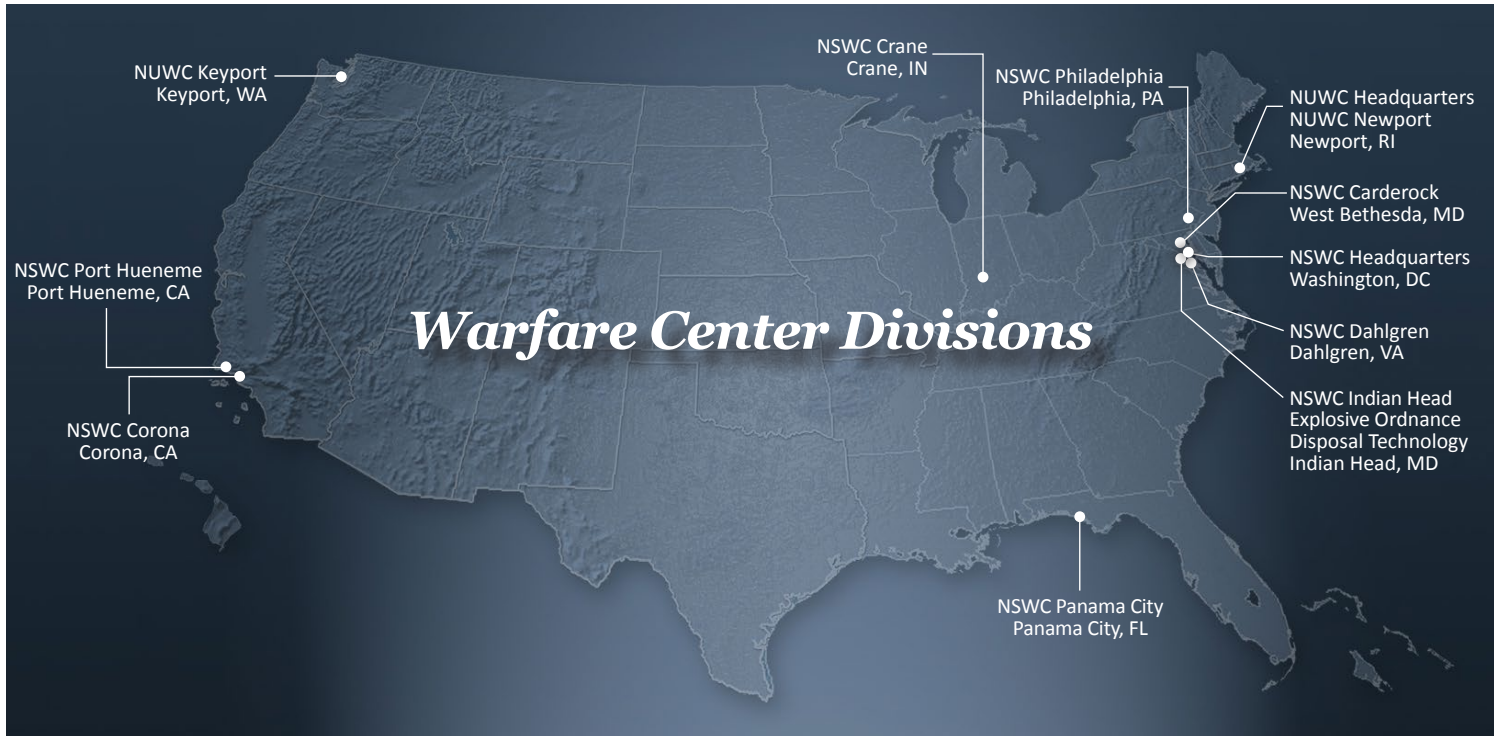 NSWC Crane
Crane, IN
NUWC Keyport
Keyport, WA
NSWC Philadelphia
Philadelphia, PA
NUWC Headquarters
NUWC Newport
Newport, RI
NSWC Carderock
West Bethesda, MD
NSWC Headquarters
Washington, DC
NSWC Port Hueneme
Port Hueneme, CA
Warfare Center Divisions
NSWC Dahlgren
Dahlgren, VA
NSWC Corona
Corona, CA
NSWC Indian Head
Explosive Ordnance
Disposal Technology
Indian Head, MD
NSWC Panama City
Panama City, FL